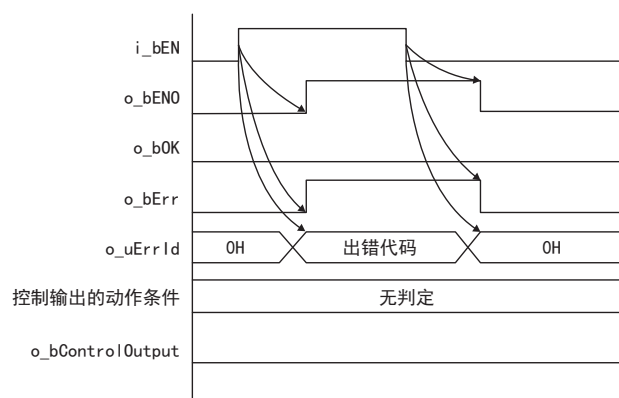 i_bEN
o_bENO
o_bOK
o_bErr
o_uErrId
0H
出错代码
0H
控制输出的动作条件
无判定
o_bControlOutput